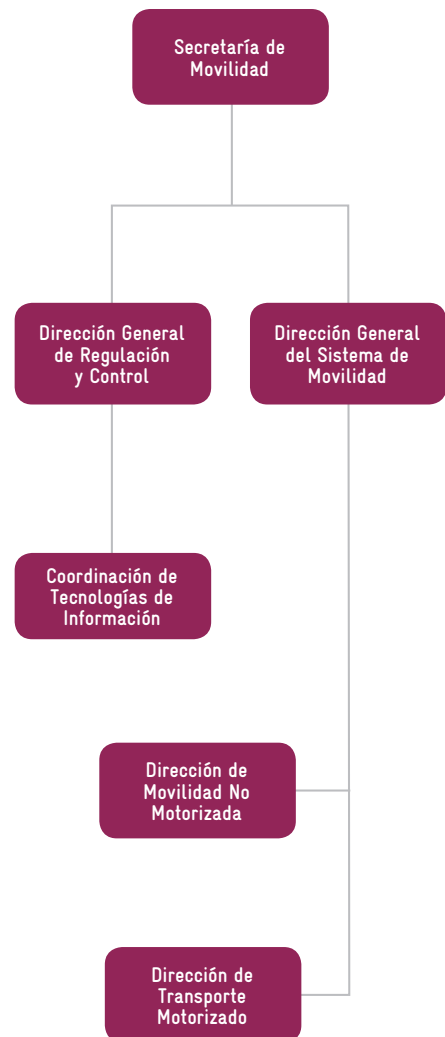 Secretaría de
Movilidad
Dirección General
de Regulación
y Control
Dirección General
del Sistema de
Movilidad
Coordinación de
Tecnologías de
Información
Dirección de
Movilidad No
Motorizada
Dirección de
Transporte
Motorizado